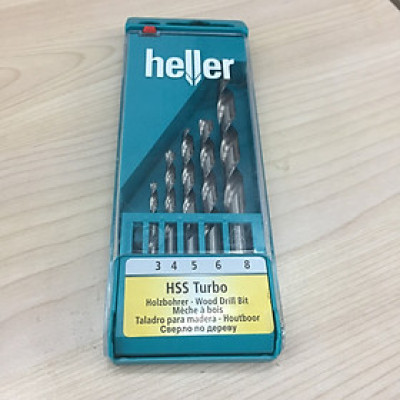 heller
3 4 5 6 8
HSS Turbo
Holzbohrer - Wood Drill Bit
Mèche à bois
Taladro para madera - Houtboor
Сверло по дереву